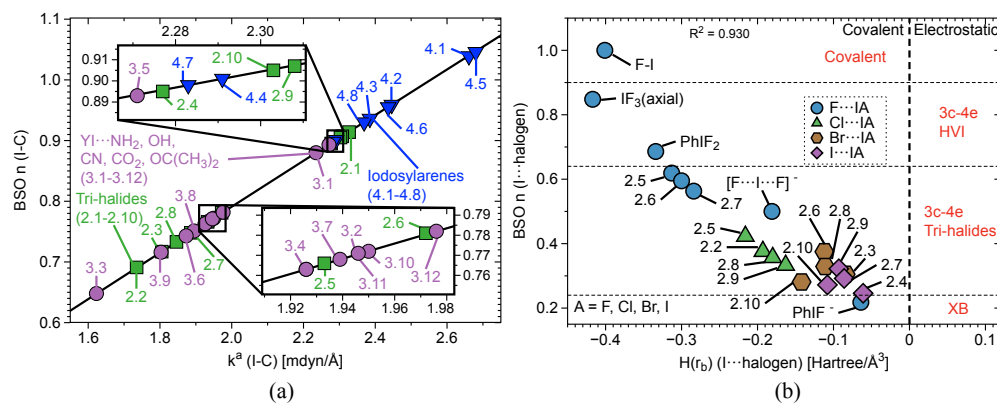 (a)
BSO n (I-C)
1.1
1.0
0.9
0.8
0.7
0.6
1.6
1.8
2.0
2.2
2.4
2.6
kᵃ (I-C) [mdyn/Å]
2.28
2.30
0.91
0.90
0.89
3.5
4.7
2.10
2.4
4.4
2.9
4.1
4.2
4.3
4.8
4.5
4.6
2.1
3.1
YI···NH₂, OH,
CN, CO₂, OC(CH₃)₂
(3.1-3.12)
Iodosylarenes
(4.1-4.8)
Tri-halides
(2.1-2.10)
3.8
2.8
2.3
3.3
2.2
3.9
3.6
2.7
3.4
3.7
3.2
2.6
2.5
3.11
3.10
3.12
0.79
0.78
0.77
0.76
1.92
1.94
1.96
1.98
(a)
(b)
BSO n (I···halogen)
1.0
0.8
0.6
0.4
0.2
−0.4
−0.3
−0.2
−0.1
0
0.1
H(r_b) (I···halogen) [Hartree/Å³]
R² = 0.930
Covalent
Electrostatic
Covalent
F-I
IF₃(axial)
PhIF₂
F···IA
Cl···IA
Br···IA
I···IA
3c-4e
HVI
2.5
2.6
2.7
[F···I···F]⁻
3c-4e
Tri-halides
2.5
2.2
2.8
2.9
2.10
2.6
2.8
2.9
2.3
2.7
2.4
2.10
A = F, Cl, Br, I
PhIF⁻
XB